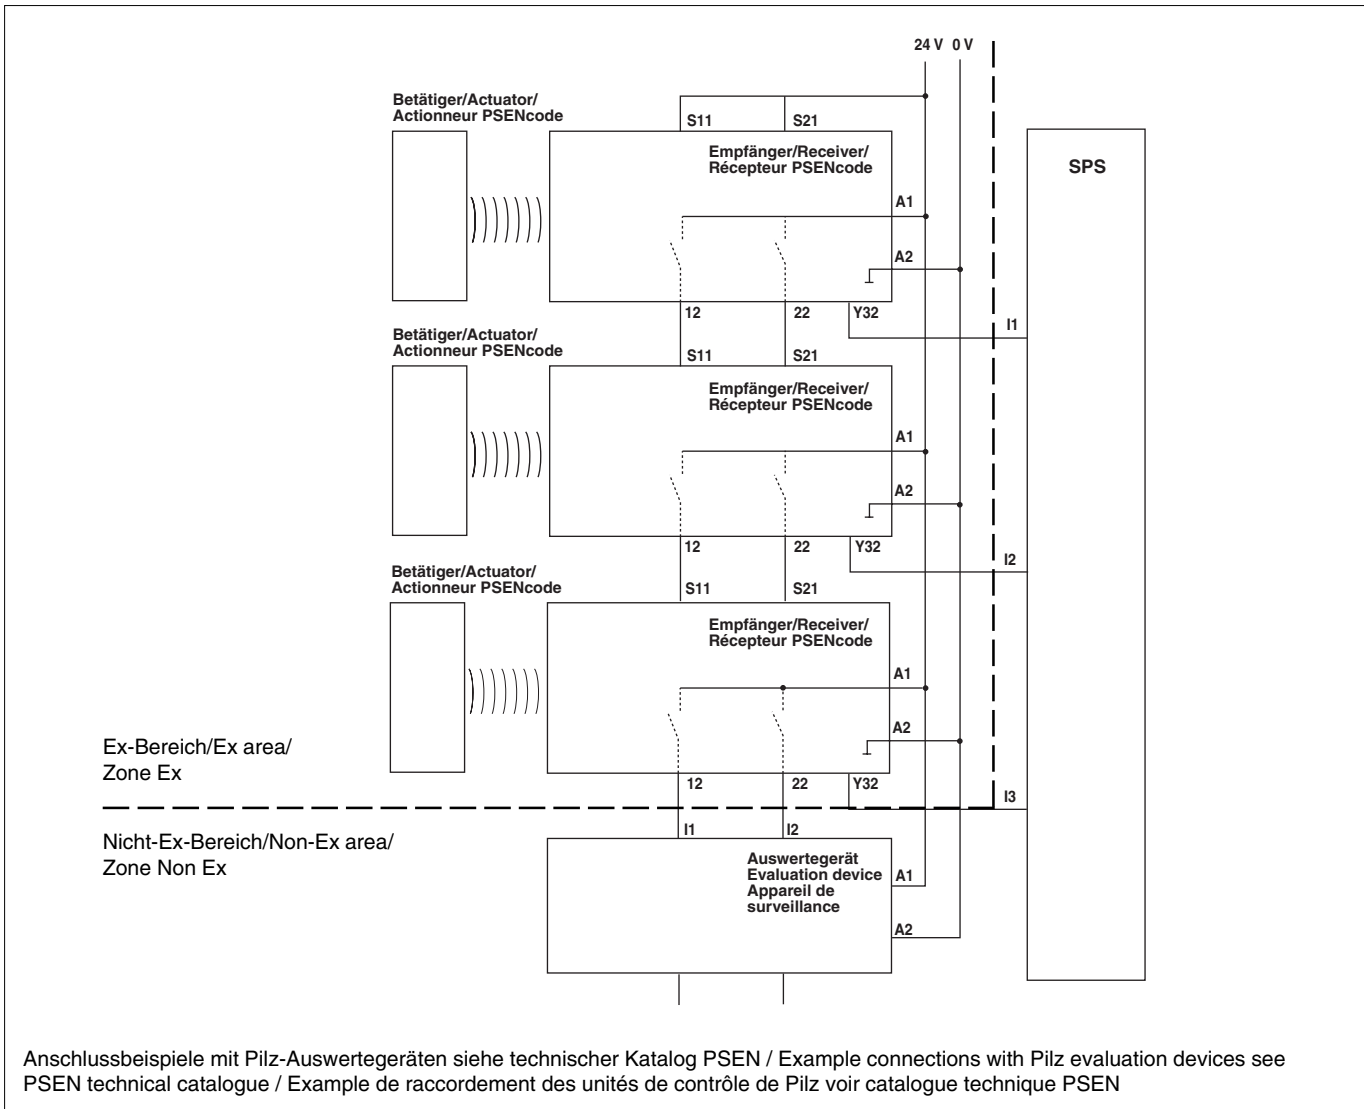 24 V 0 V
Betätiger/Actuator/
Actionneur PSENcode
S11 S21
Empfänger/Receiver/
Récepteur PSENcode
SPS
A1
A2
12 22 Y32
I1
Betätiger/Actuator/
Actionneur PSENcode
S11 S21
Empfänger/Receiver/
Récepteur PSENcode
A1
A2
12 22 Y32
I2
Betätiger/Actuator/
Actionneur PSENcode
S11 S21
Empfänger/Receiver/
Récepteur PSENcode
A1
A2
Ex-Bereich/Ex area/
Zone Ex
12 22 Y32
I3
Nicht-Ex-Bereich/Non-Ex area/
Zone Non Ex
I1 I2
Auswertegerät
Evaluation device
Appareil de
surveillance
A1
A2
Anschlussbeispiele mit Pilz-Auswertegeräten siehe technischer Katalog PSEN / Example connections with Pilz evaluation devices see
PSEN technical catalogue / Example de raccordement des unités de contrôle de Pilz voir catalogue technique PSEN